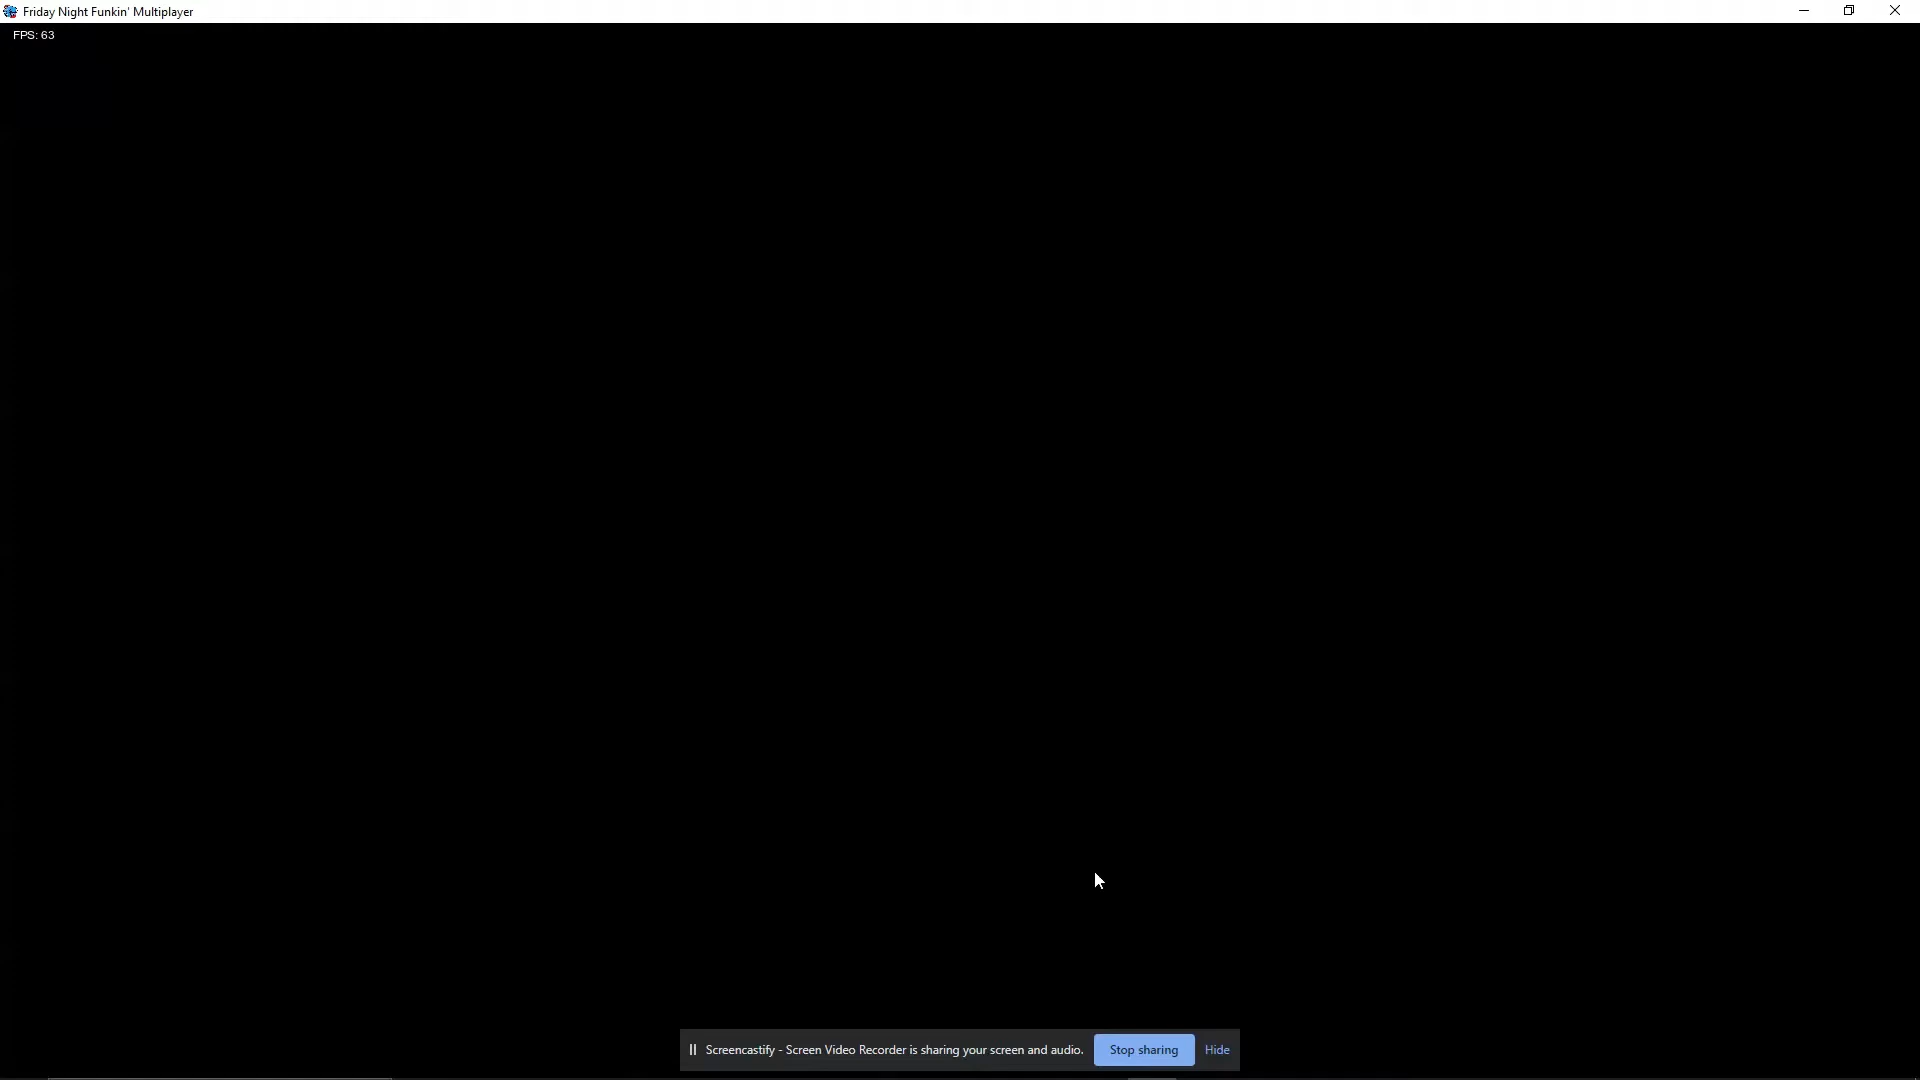 Friday Night Funkin' Multiplayer
FPS: 63
Screencastify - Screen Video Recorder is sharing your screen and audio. Stop sharing Hide